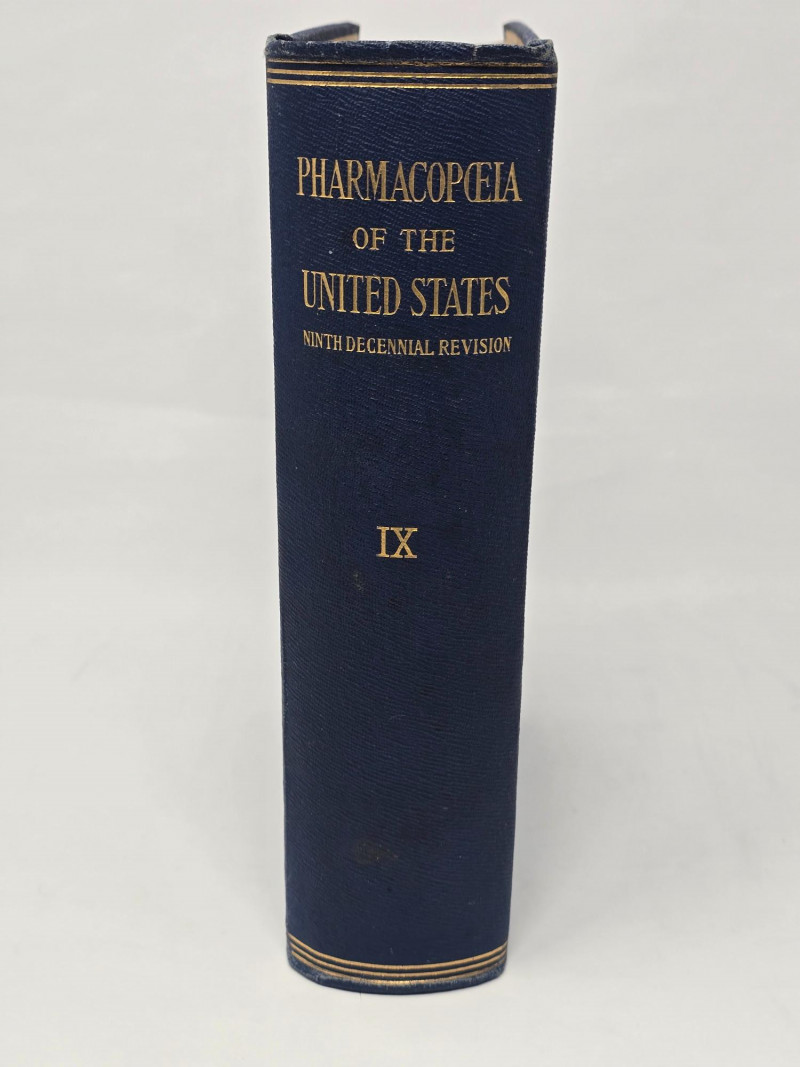 PHARMACOPŒIA
OF THE
UNITED STATES
NINTH DECENNIAL REVISION
IX